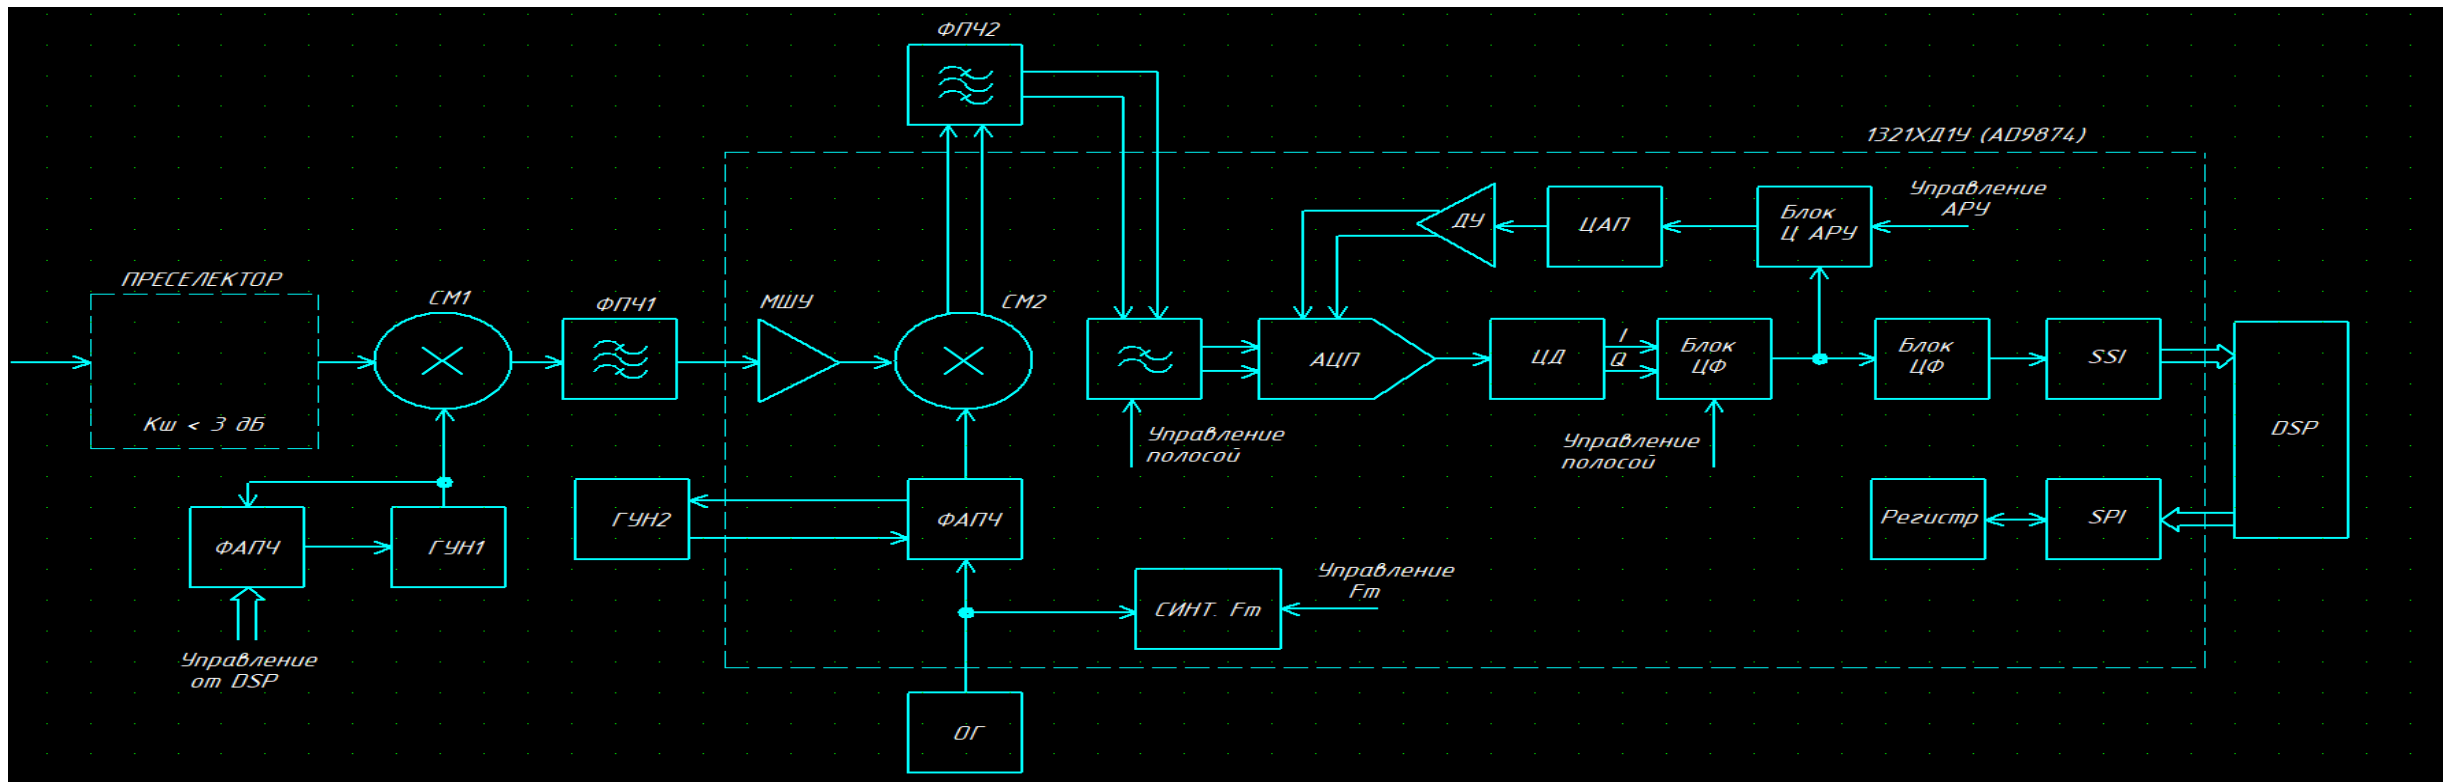 ФПЧ2
1321ХД1У (AD9874)
Управление
АРУ
Блок
Ц АРУ
ЦАП
ДУ
ПРЕСЕЛЕКТОР
Кш < 3 дБ
СМ1
ФПЧ1
МШУ
СМ2
АЦП
ЦД
I
Q
Блок
ЦФ
Блок
ЦФ
SSI
DSP
Управление
полосой
Управление
полосой
ФАПЧ
ГУН1
ГУН2
ФАПЧ
Регистр
SPI
Управление
Fт
СИНТ. Fт
Управление
от DSP
ОГ